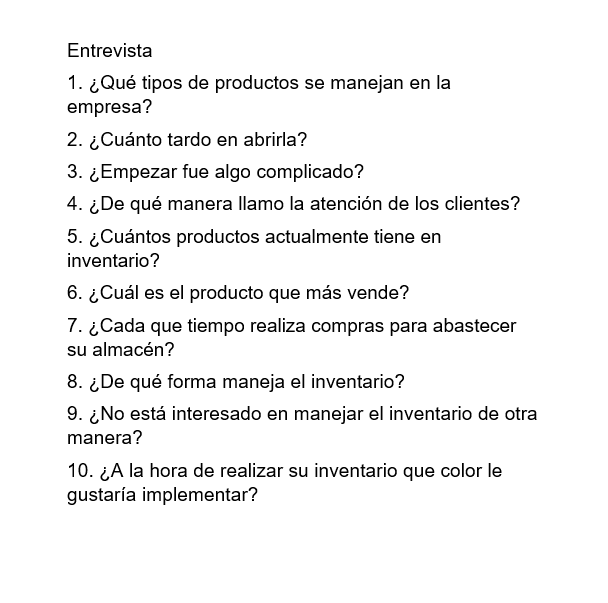 Entrevista
1. ¿Qué tipos de productos se manejan en la
empresa?
2. ¿Cuánto tardo en abrirla?
3. ¿Empezar fue algo complicado?
4. ¿De qué manera llamo la atención de los clientes?
5. ¿Cuántos productos actualmente tiene en
inventario?
6. ¿Cuál es el producto que más vende?
7. ¿Cada que tiempo realiza compras para abastecer
su almacén?
8. ¿De qué forma maneja el inventario?
9. ¿No está interesado en manejar el inventario de otra
manera?
10. ¿A la hora de realizar su inventario que color le
gustaría implementar?